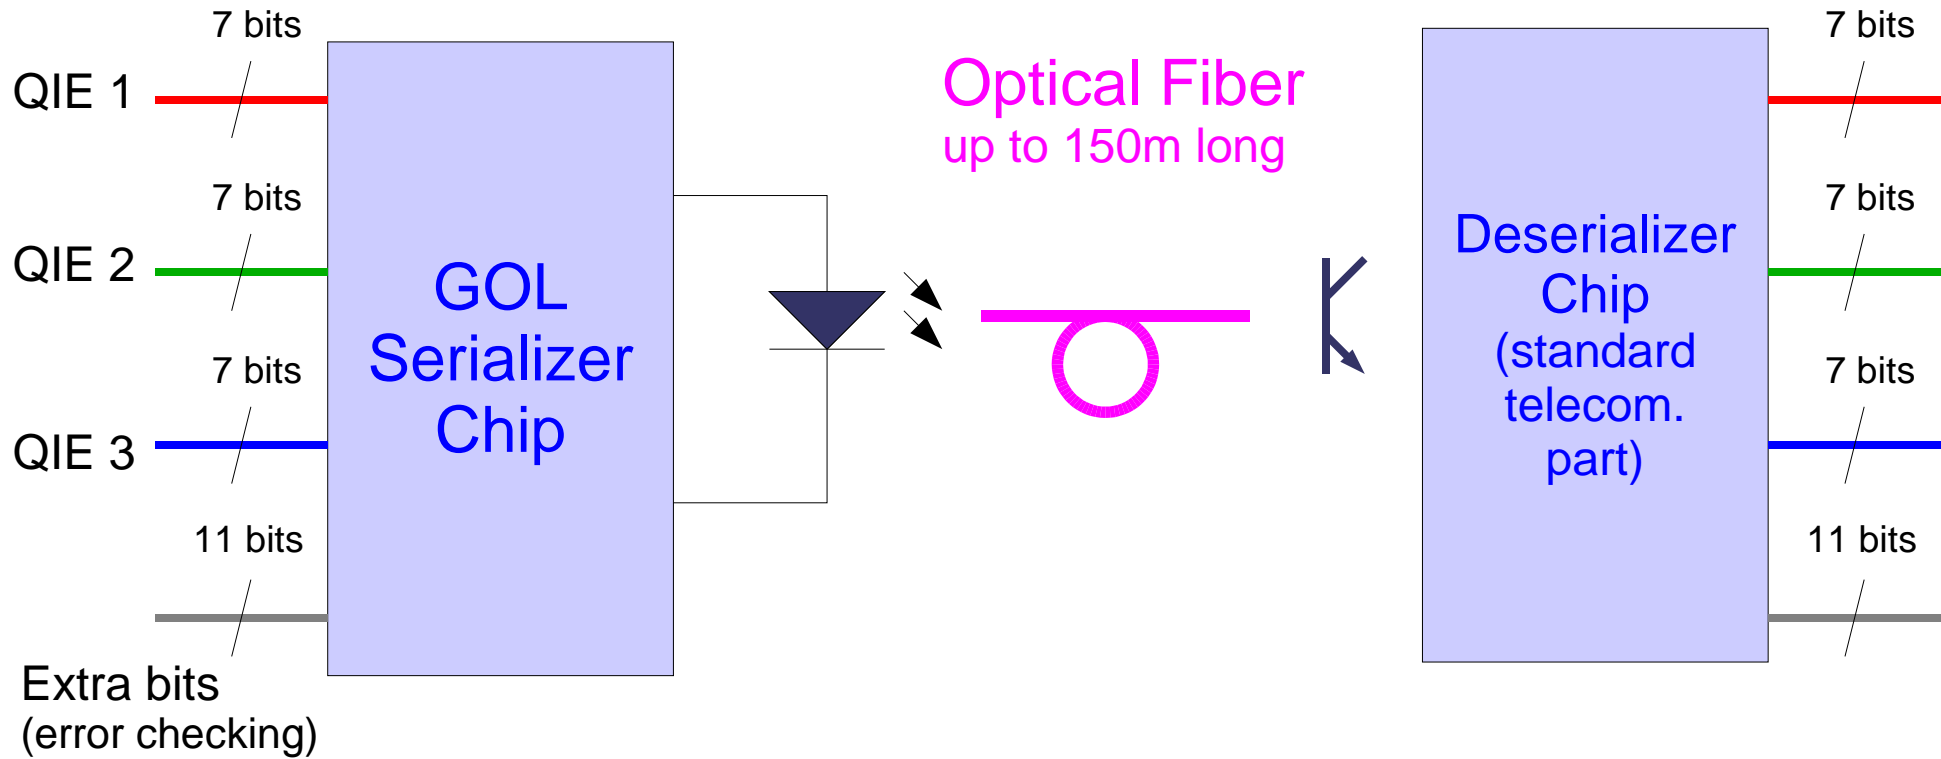 7 bits
QIE 1
7 bits
QIE 2
7 bits
QIE 3
11 bits
Extra bits
(error checking)
GOL
Serializer
Chip
Optical Fiber
up to 150m long
Deserializer
Chip
(standard
telecom.
part)
7 bits
7 bits
7 bits
11 bits